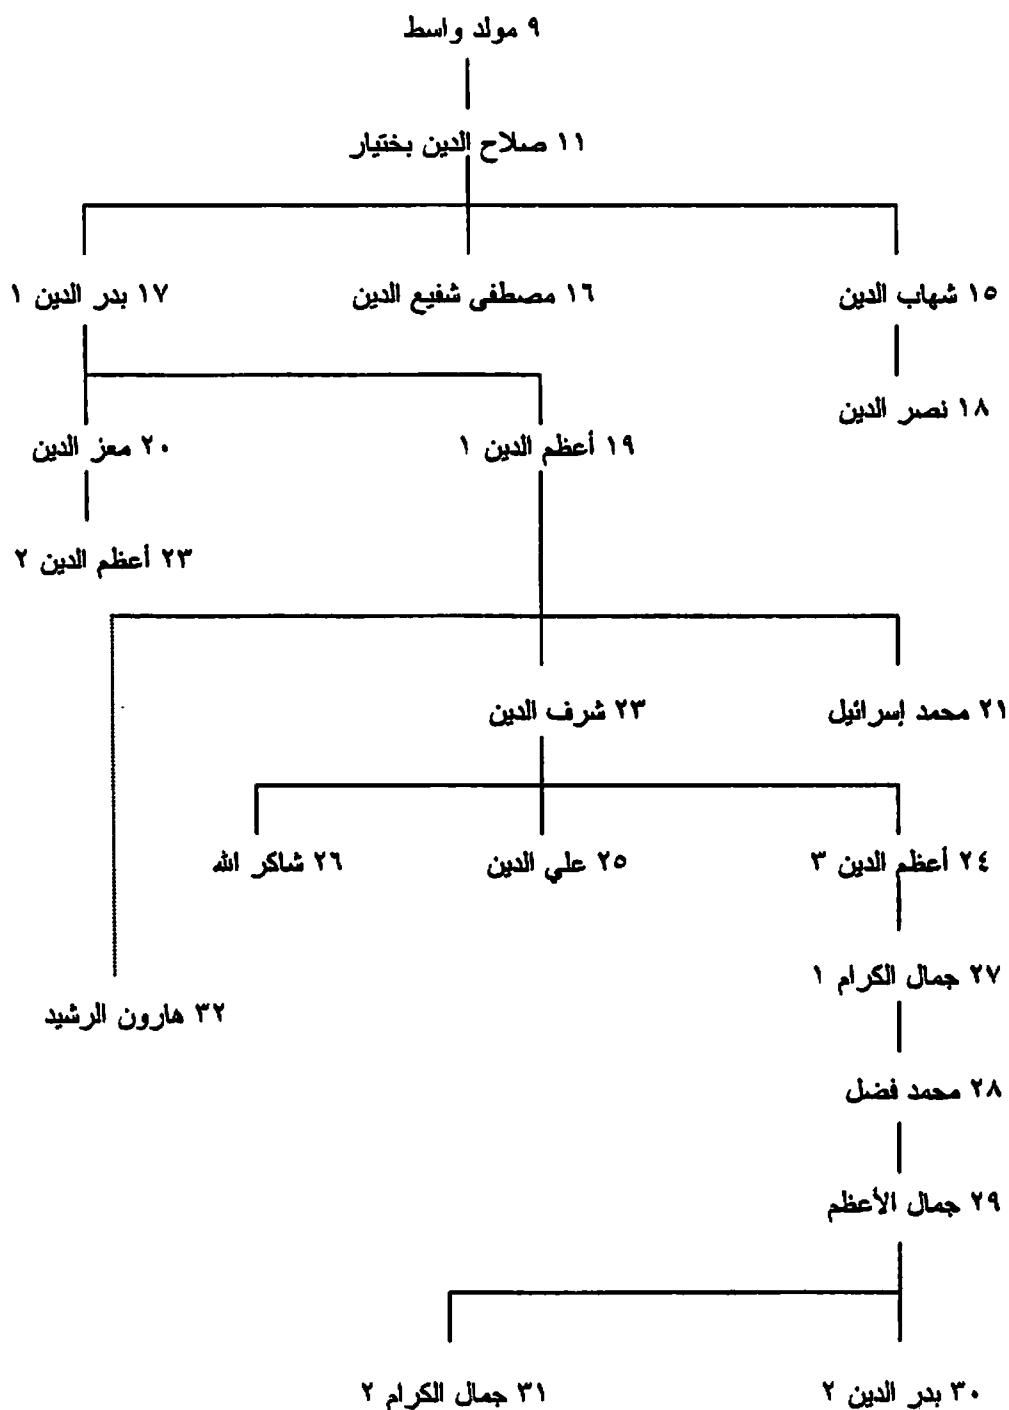 ٩ مولد واسط
١١ صلاح الدين بختيار
١٥ شهاب الدين
١٦ مصطفى شفيع الدين
١٧ بدر الدين ١
١٨ نصر الدين
١٩ أعظم الدين ١
٢٠ معز الدين
٢٣ أعظم الدين ٢
٢١ محمد إسرائيل
٢٣ شرف الدين
٢٤ أعظم الدين ٣
٢٥ علي الدين
٢٦ شاكر الله
٢٧ جمال الكرام ١
٣٢ هارون الرشيد
٢٨ محمد فضل
٢٩ جمال الأعظم
٣٠ بدر الدين ٢
٣١ جمال الكرام ٢